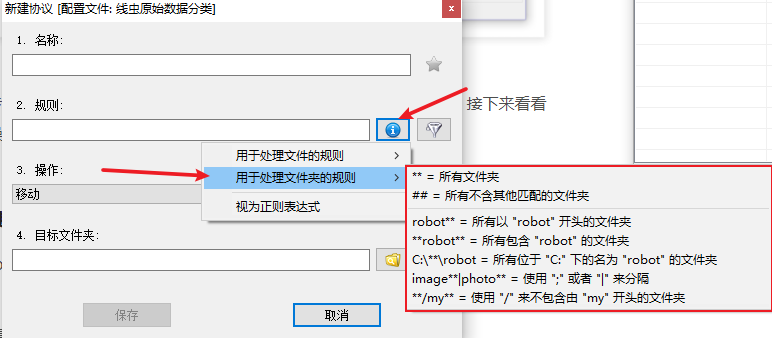 新建协议 [配置文件: 线虫原始数据分类]
x
1. 名称:
2. 规则:
接下来看看
用于处理文件的规则
3. 操作:
用于处理文件夹的规则
移动
视为正则表达式
** = 所有文件夹
## = 所有不含其他匹配的文件夹
robot** = 所有以 "robot" 开头的文件夹
**robot** = 所有包含 "robot" 的文件夹
C:\**\robot = 所有位于 "C:" 下的名为 "robot" 的文件夹
image**|photo** = 使用 ";" 或者 "|" 来分隔
**/my** = 使用 "/" 来不包含由 "my" 开头的文件夹
4. 目标文件夹:
保存
取消